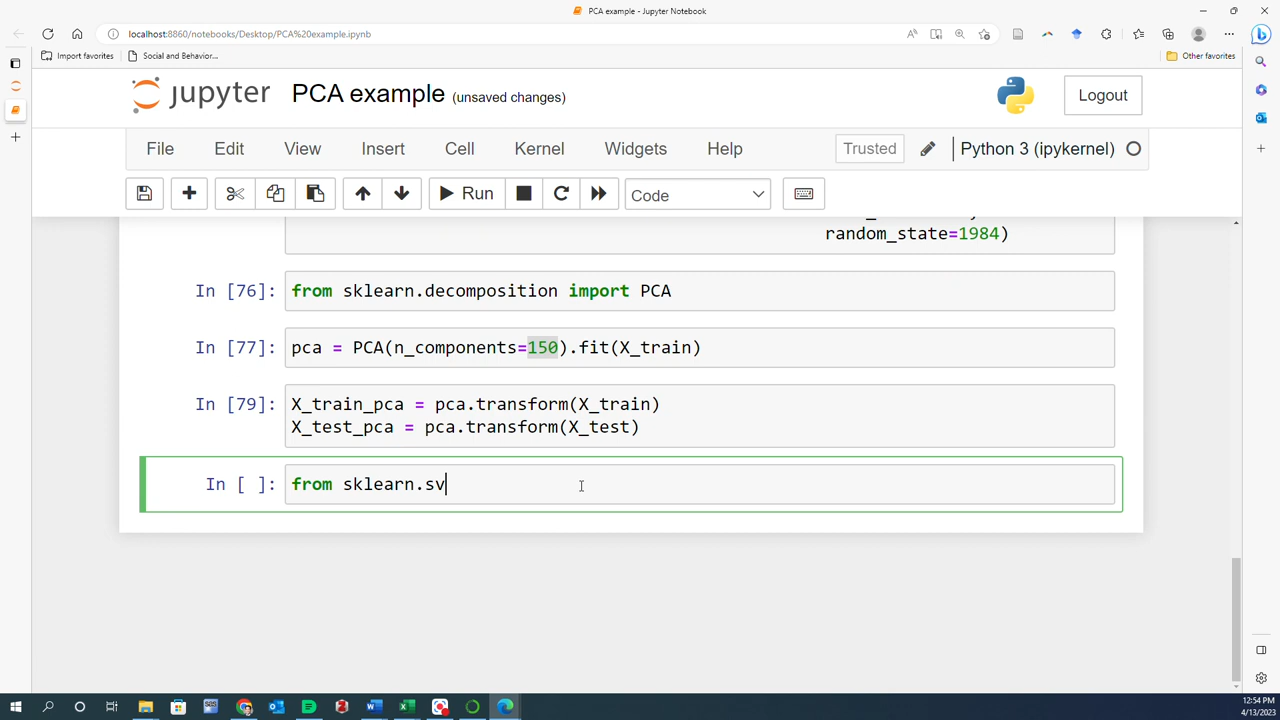 PCA example - Jupyter Notebook
localhost:8860/notebooks/Desktop/PCA%20example.ipynb
Import favorites
Social and Behavior...
Other favorites
jupyter PCA example (unsaved changes)
Logout
File Edit View Insert Cell Kernel Widgets Help Trusted Python 3 (ipykernel)
Run Code
random_state=1984)
In [76]: from sklearn.decomposition import PCA
In [77]: pca = PCA(n_components=150).fit(X_train)
In [79]: X_train_pca = pca.transform(X_train)
X_test_pca = pca.transform(X_test)
In [ ]: from sklearn.sv
12:54 PM
4/13/2023